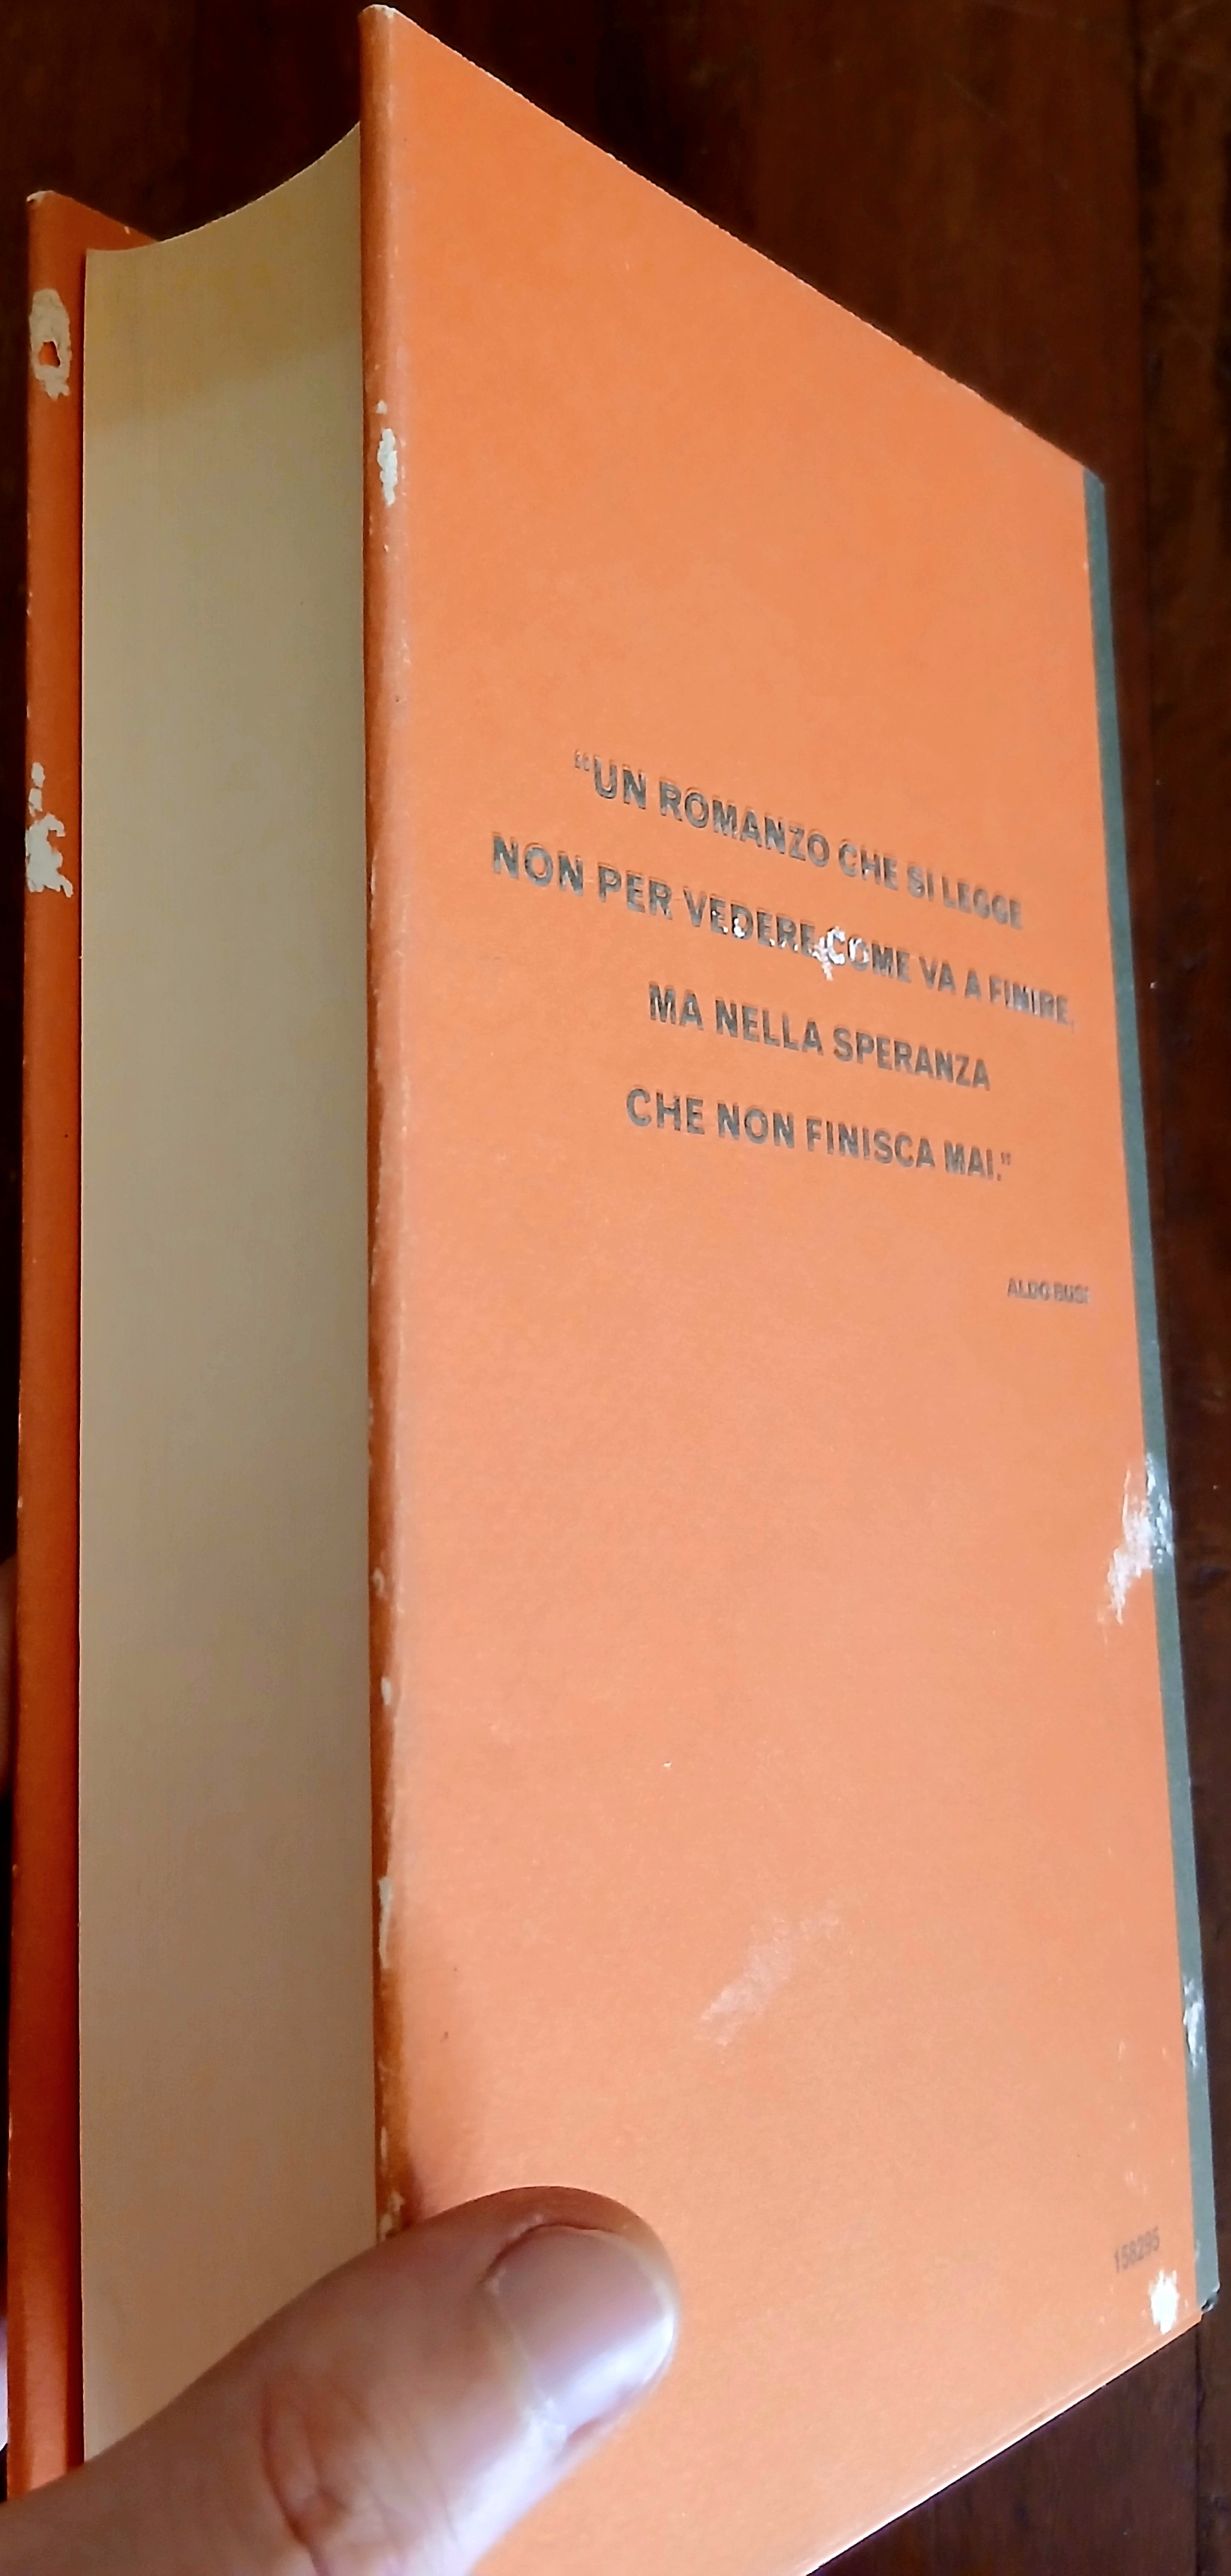 “UN ROMANZO CHE SI LEGGE
NON PER VEDERE COME VA A FINIRE,
MA NELLA SPERANZA
CHE NON FINISCA MAI.”
ALDO BUSI
158295